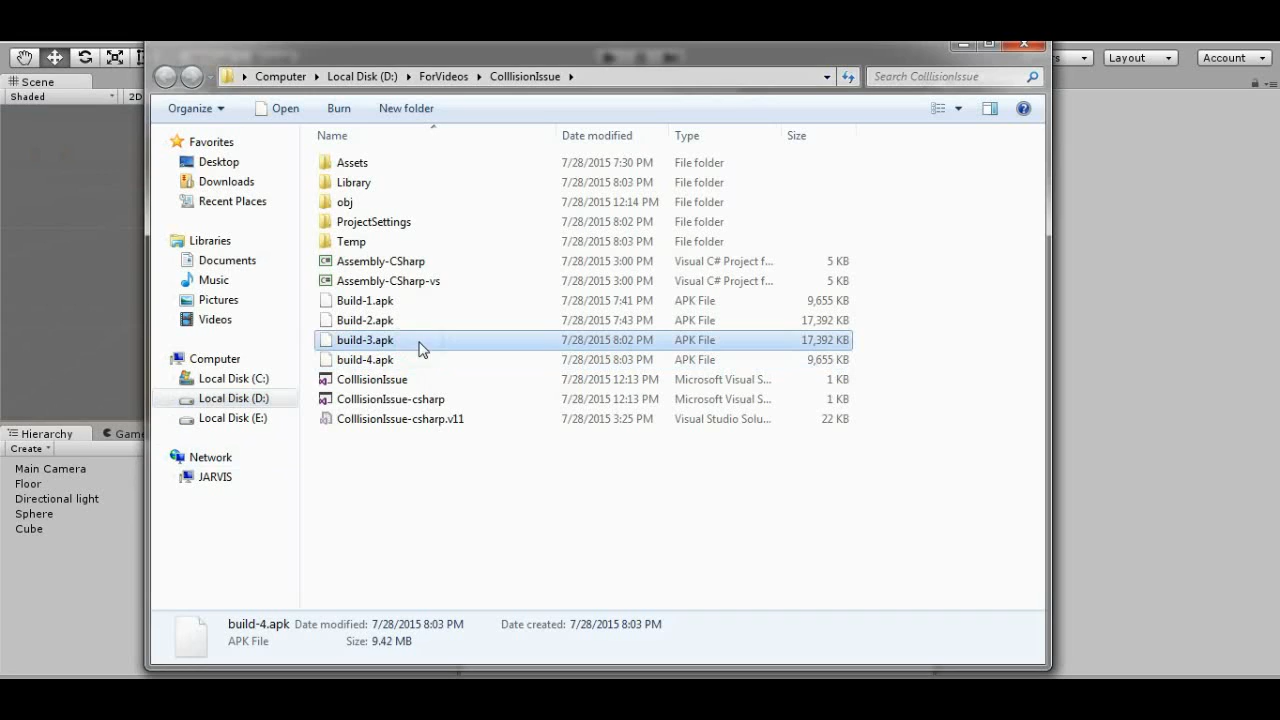 Computer ▸ Local Disk (D:) ▸ ForVideos ▸ ColllisionIssue ▸
Search ColllisionIssue
Layout
Account
Scene
Shaded
2D
Organize
Open
Burn
New folder
Name
Date modified
Type
Size
Favorites
Desktop
Downloads
Recent Places
Libraries
Documents
Music
Pictures
Videos
Computer
Local Disk (C:)
Local Disk (D:)
Local Disk (E:)
Network
JARVIS
Assets 7/28/2015 7:30 PM File folder
Library 7/28/2015 8:03 PM File folder
obj 7/28/2015 12:14 PM File folder
ProjectSettings 7/28/2015 8:02 PM File folder
Temp 7/28/2015 8:03 PM File folder
Assembly-CSharp 7/28/2015 3:00 PM Visual C# Project f... 5 KB
Assembly-CSharp-vs 7/28/2015 3:00 PM Visual C# Project f... 5 KB
Build-1.apk 7/28/2015 7:41 PM APK File 9,655 KB
Build-2.apk 7/28/2015 7:43 PM APK File 17,392 KB
build-3.apk 7/28/2015 8:02 PM APK File 17,392 KB
build-4.apk 7/28/2015 8:03 PM APK File 9,655 KB
ColllisionIssue 7/28/2015 12:13 PM Microsoft Visual S... 1 KB
ColllisionIssue-csharp 7/28/2015 12:13 PM Microsoft Visual S... 1 KB
ColllisionIssue-csharp.v11 7/28/2015 3:25 PM Visual Studio Solu... 22 KB
Hierarchy
Game
Create
Main Camera
Floor
Directional light
Sphere
Cube
build-4.apk Date modified: 7/28/2015 8:03 PM Date created: 7/28/2015 8:03 PM
APK File Size: 9.42 MB